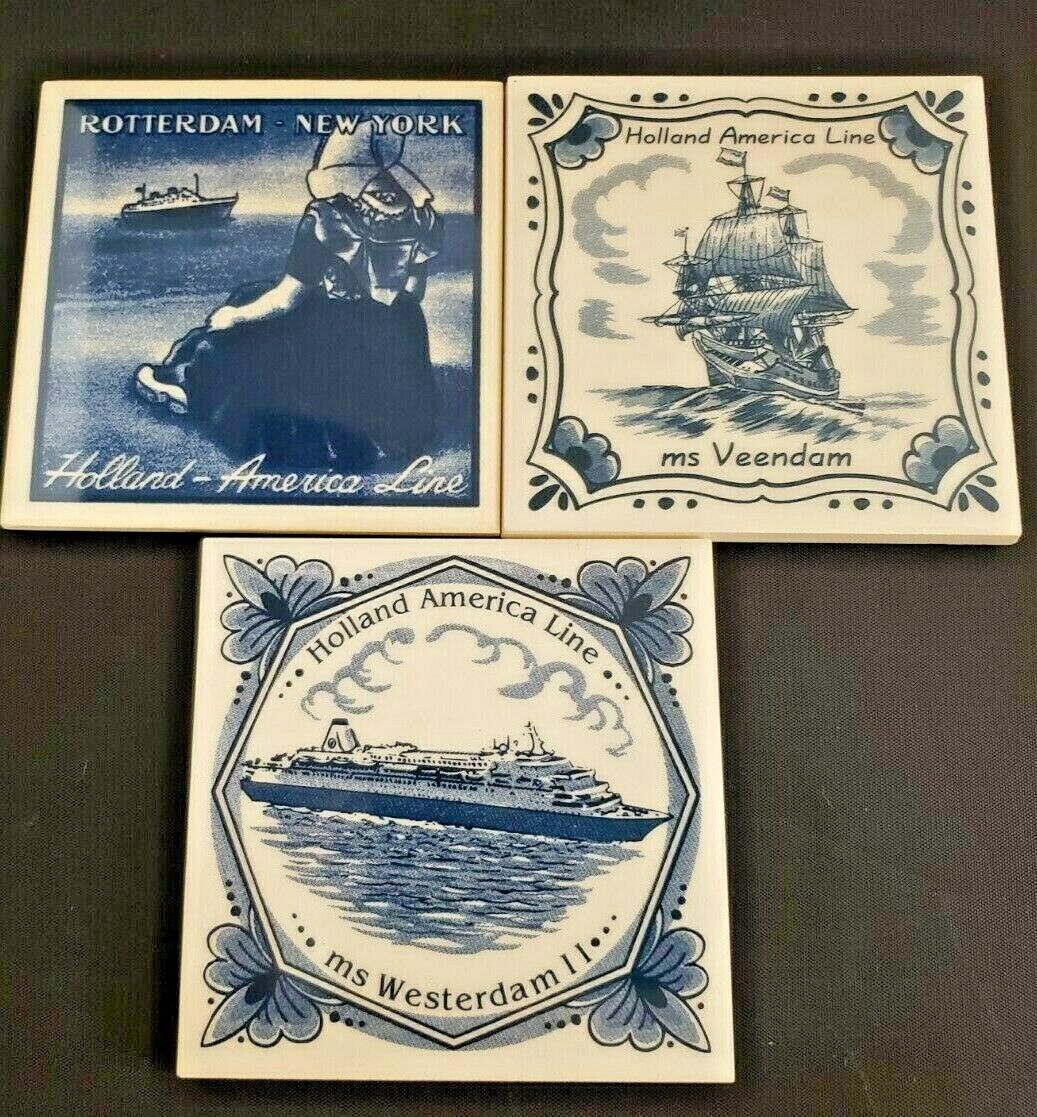 ROTTERDAM - NEW YORK
Holland - America Line
Holland America Line
ms Veendam
Holland America Line
ms Westerdam II